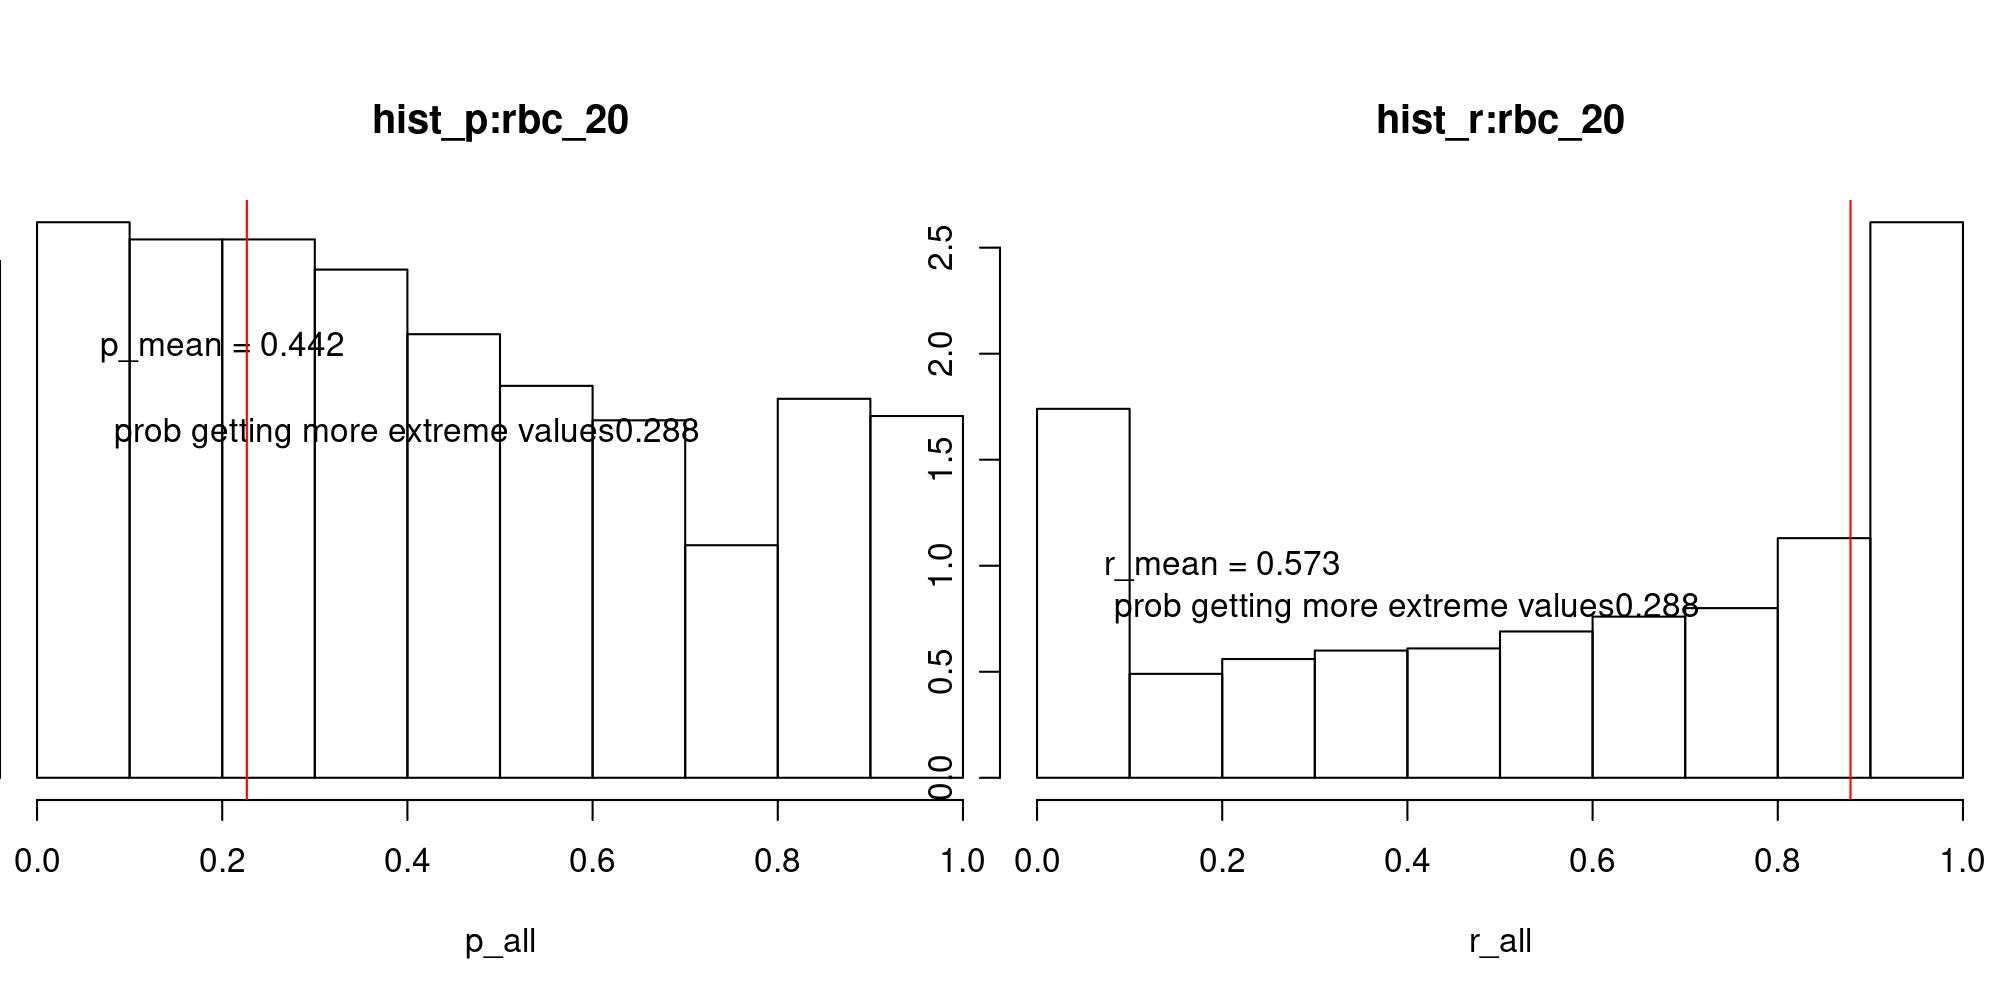 hist_p:rbc_20
p_mean = 0.442
prob getting more extreme values0.288
0.0 0.2 0.4 0.6 0.8 1.0
p_all
hist_r:rbc_20
2.5
2.0
1.5
1.0
0.5
0.0
r_mean = 0.573
prob getting more extreme values0.288
0.0 0.2 0.4 0.6 0.8 1.0
r_all